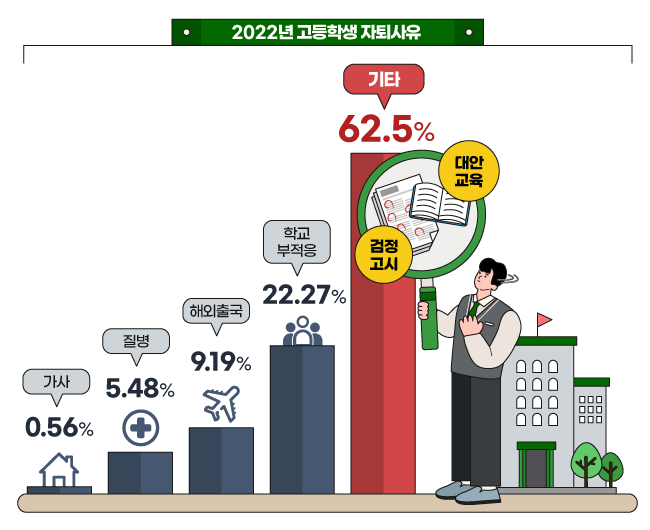 2022년 고등학생 자퇴사유
기타
62.5%
대안
교육
검정
고시
학교
부적응
22.27%
해외출국
9.19%
질병
5.48%
가사
0.56%